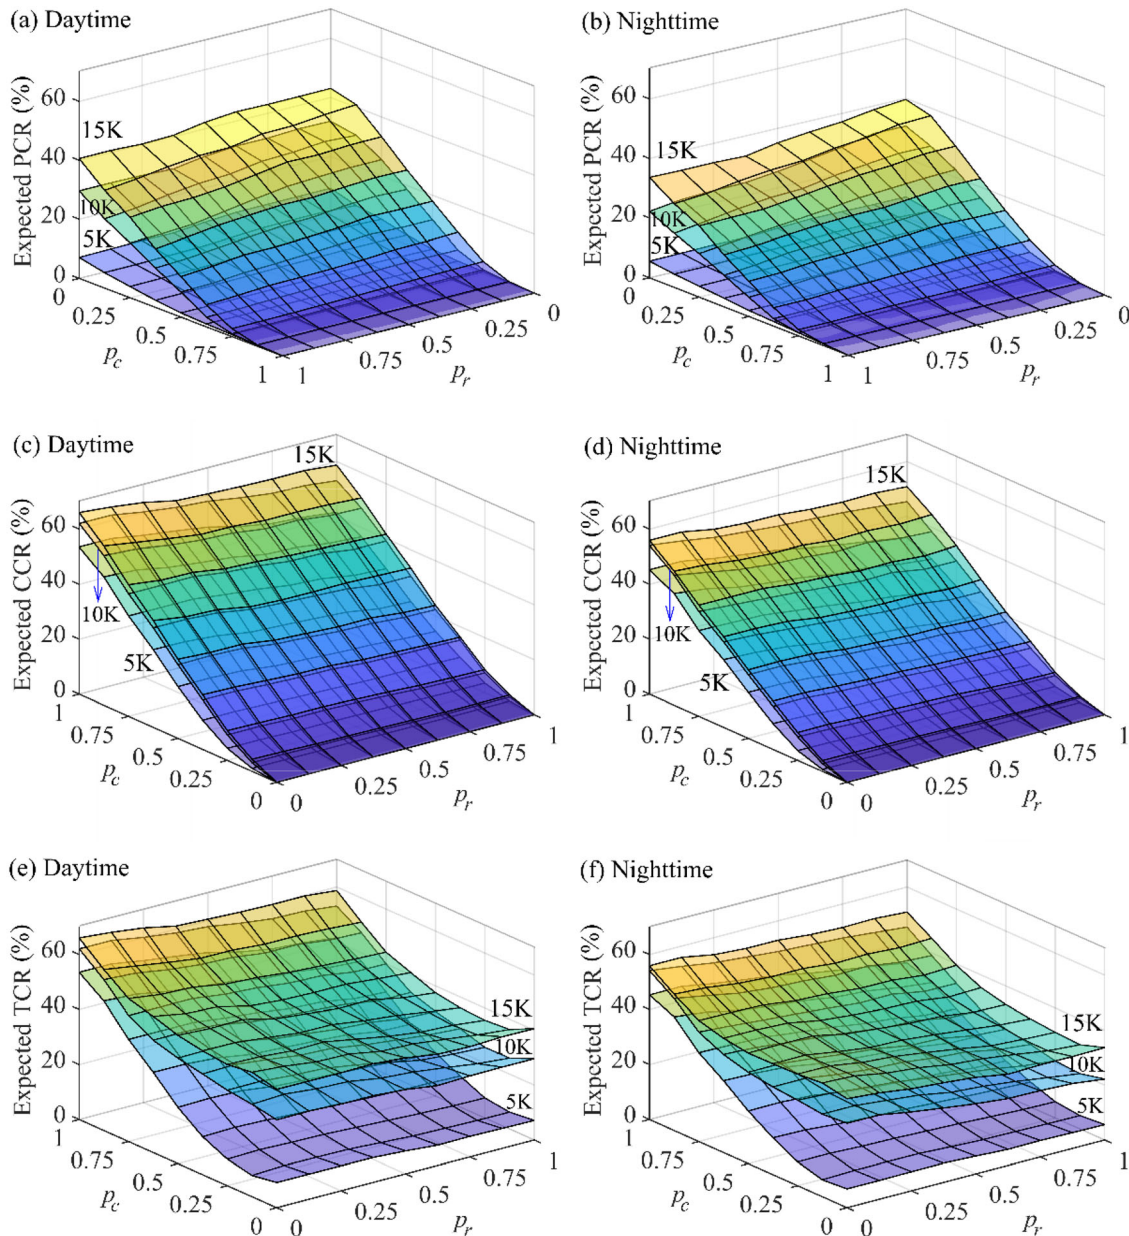 (a) Daytime
Expected PCR (%)
60
40
20
0
15K
10K
5K
0
0.25
0.5
0.75
1
p_c
1
0.75
0.5
0.25
0
p_r
(b) Nighttime
Expected PCR (%)
60
40
20
0
15K
10K
5K
0
0.25
0.5
0.75
1
p_c
1
0.75
0.5
0.25
0
p_r
(c) Daytime
Expected CCR (%)
60
40
20
0
15K
10K
5K
1
0.75
0.5
0.25
0
p_c
0
0.25
0.5
0.75
1
p_r
(d) Nighttime
Expected CCR (%)
60
40
20
0
15K
10K
5K
1
0.75
0.5
0.25
0
p_c
0
0.25
0.5
0.75
1
p_r
(e) Daytime
Expected TCR (%)
60
40
20
0
15K
10K
5K
1
0.75
0.5
0.25
0
p_c
0
0.25
0.5
0.75
1
p_r
(f) Nighttime
Expected TCR (%)
60
40
20
0
15K
10K
5K
1
0.75
0.5
0.25
0
p_c
0
0.25
0.5
0.75
1
p_r